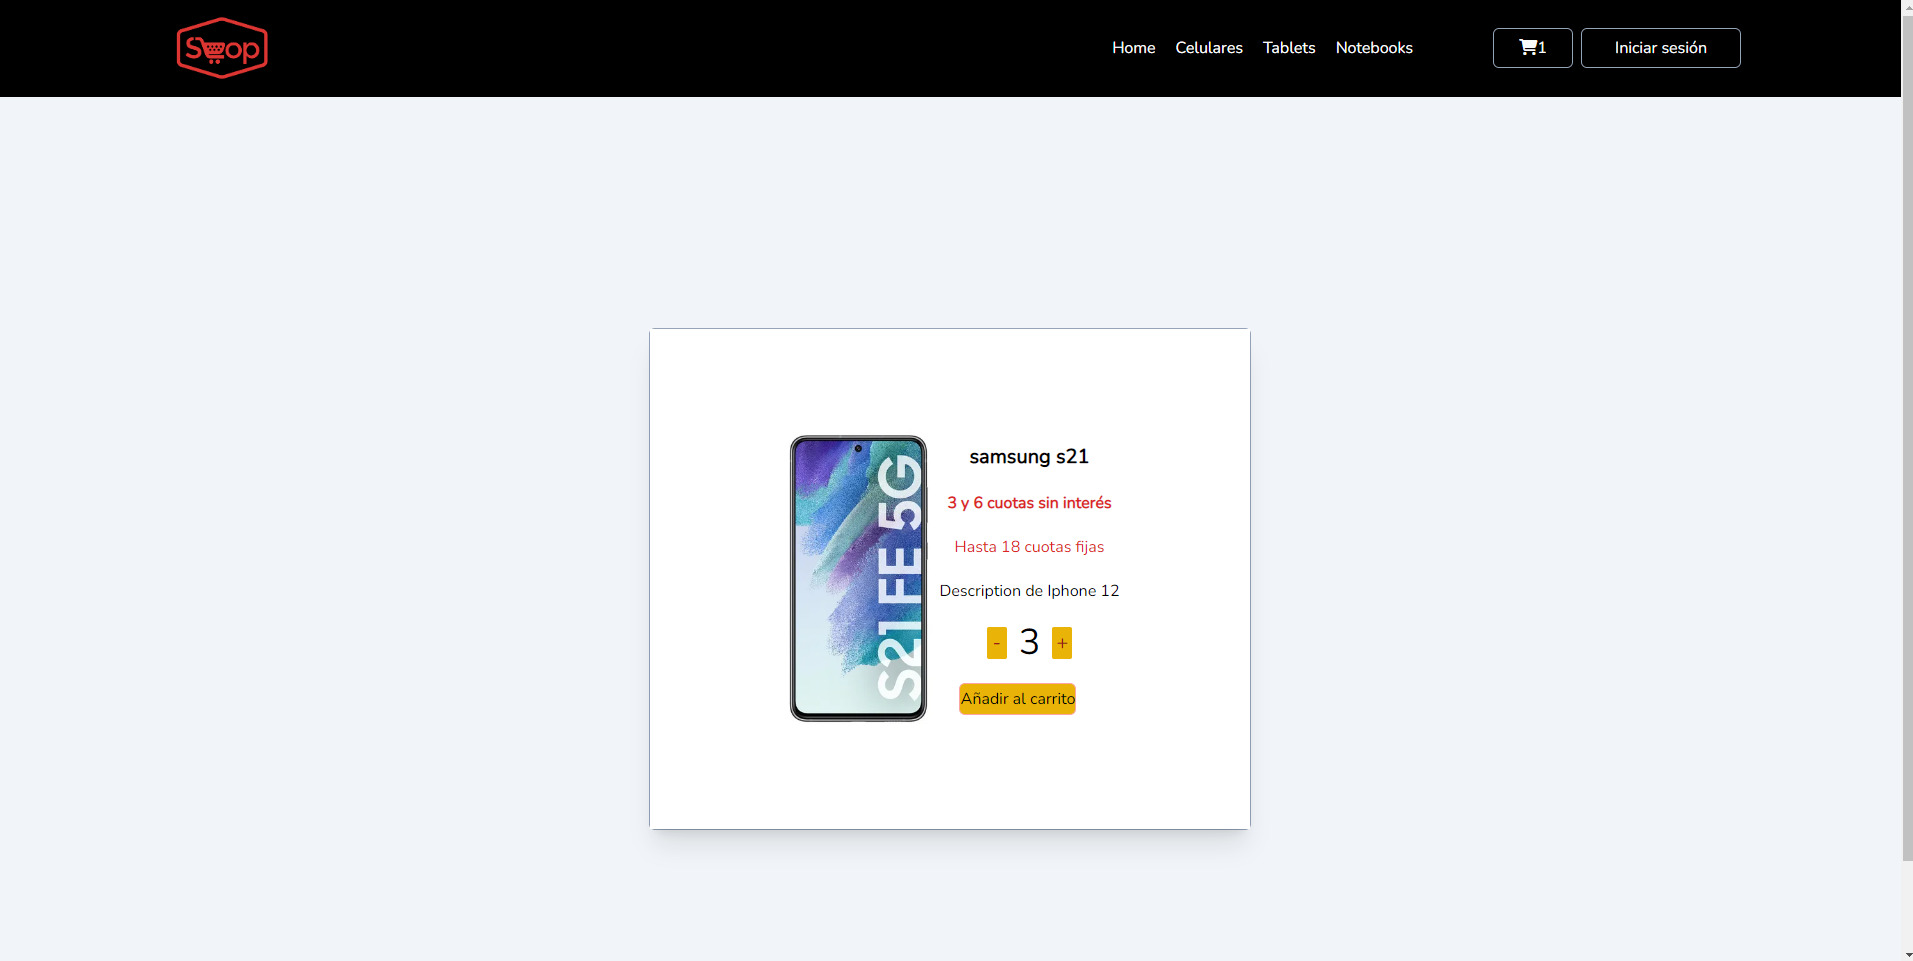 Shop
Home Celulares Tablets Notebooks 1 Iniciar sesión
samsung s21
3 y 6 cuotas sin interés
Hasta 18 cuotas fijas
Description de Iphone 12
- 3 +
Añadir al carrito
S21 FE 5G